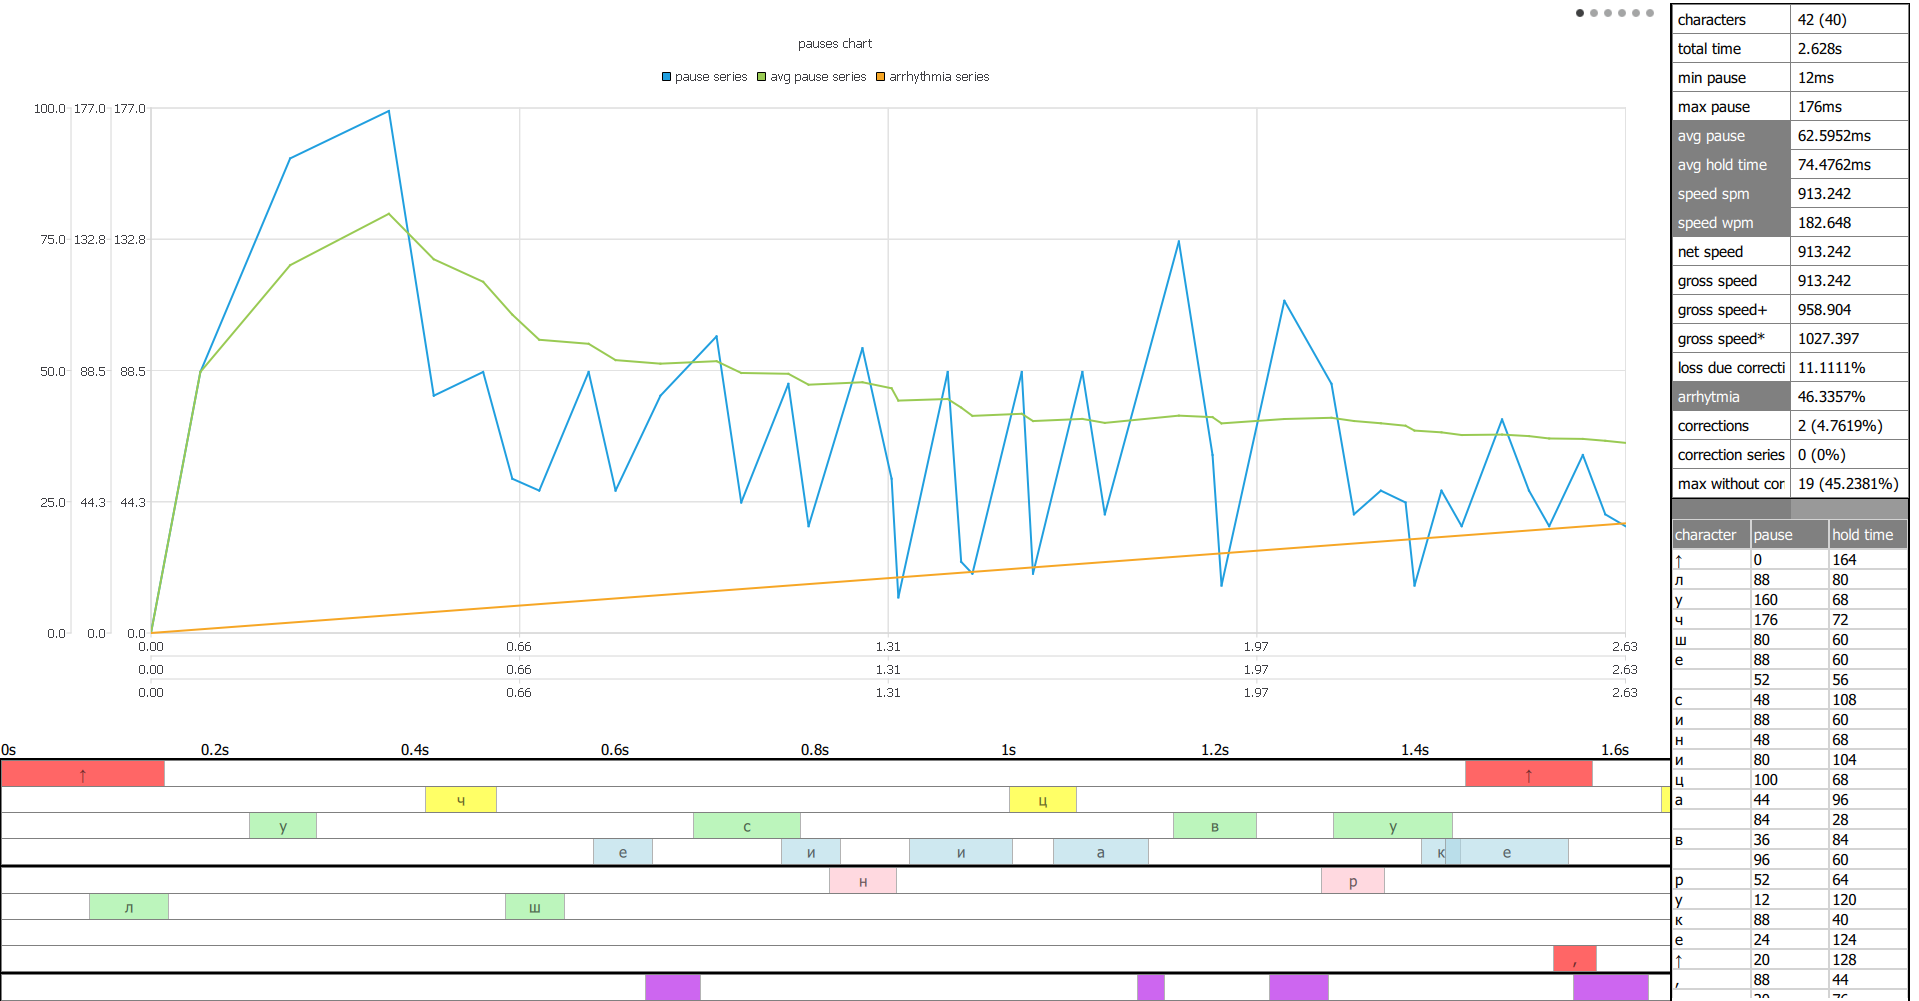 pauses chart
pause series avg pause series arrhythmia series
100.0 177.0 177.0
75.0 132.8 132.8
50.0 88.5 88.5
25.0 44.3 44.3
0.0 0.0 0.0
0.00 0.66 1.31 1.97 2.63
0.00 0.66 1.31 1.97 2.63
0.00 0.66 1.31 1.97 2.63
0s 0.2s 0.4s 0.6s 0.8s 1s 1.2s 1.4s 1.6s
↑ ↑
ч ц
у с в у
е и и а к е
н р
л ш
,
characters 42 (40)
total time 2.628s
min pause 12ms
max pause 176ms
avg pause 62.5952ms
avg hold time 74.4762ms
speed spm 913.242
speed wpm 182.648
net speed 913.242
gross speed 913.242
gross speed+ 958.904
gross speed* 1027.397
loss due correcti 11.1111%
arrhytmia 46.3357%
corrections 2 (4.7619%)
correction series 0 (0%)
max without cor 19 (45.2381%)
character pause hold time
↑ 0 164
л 88 80
у 160 68
ч 176 72
ш 80 60
е 88 60
52 56
с 48 108
и 88 60
н 48 68
и 80 104
ц 100 68
а 44 96
84 28
в 36 84
96 60
р 52 64
у 12 120
к 88 40
е 24 124
↑ 20 128
, 88 44